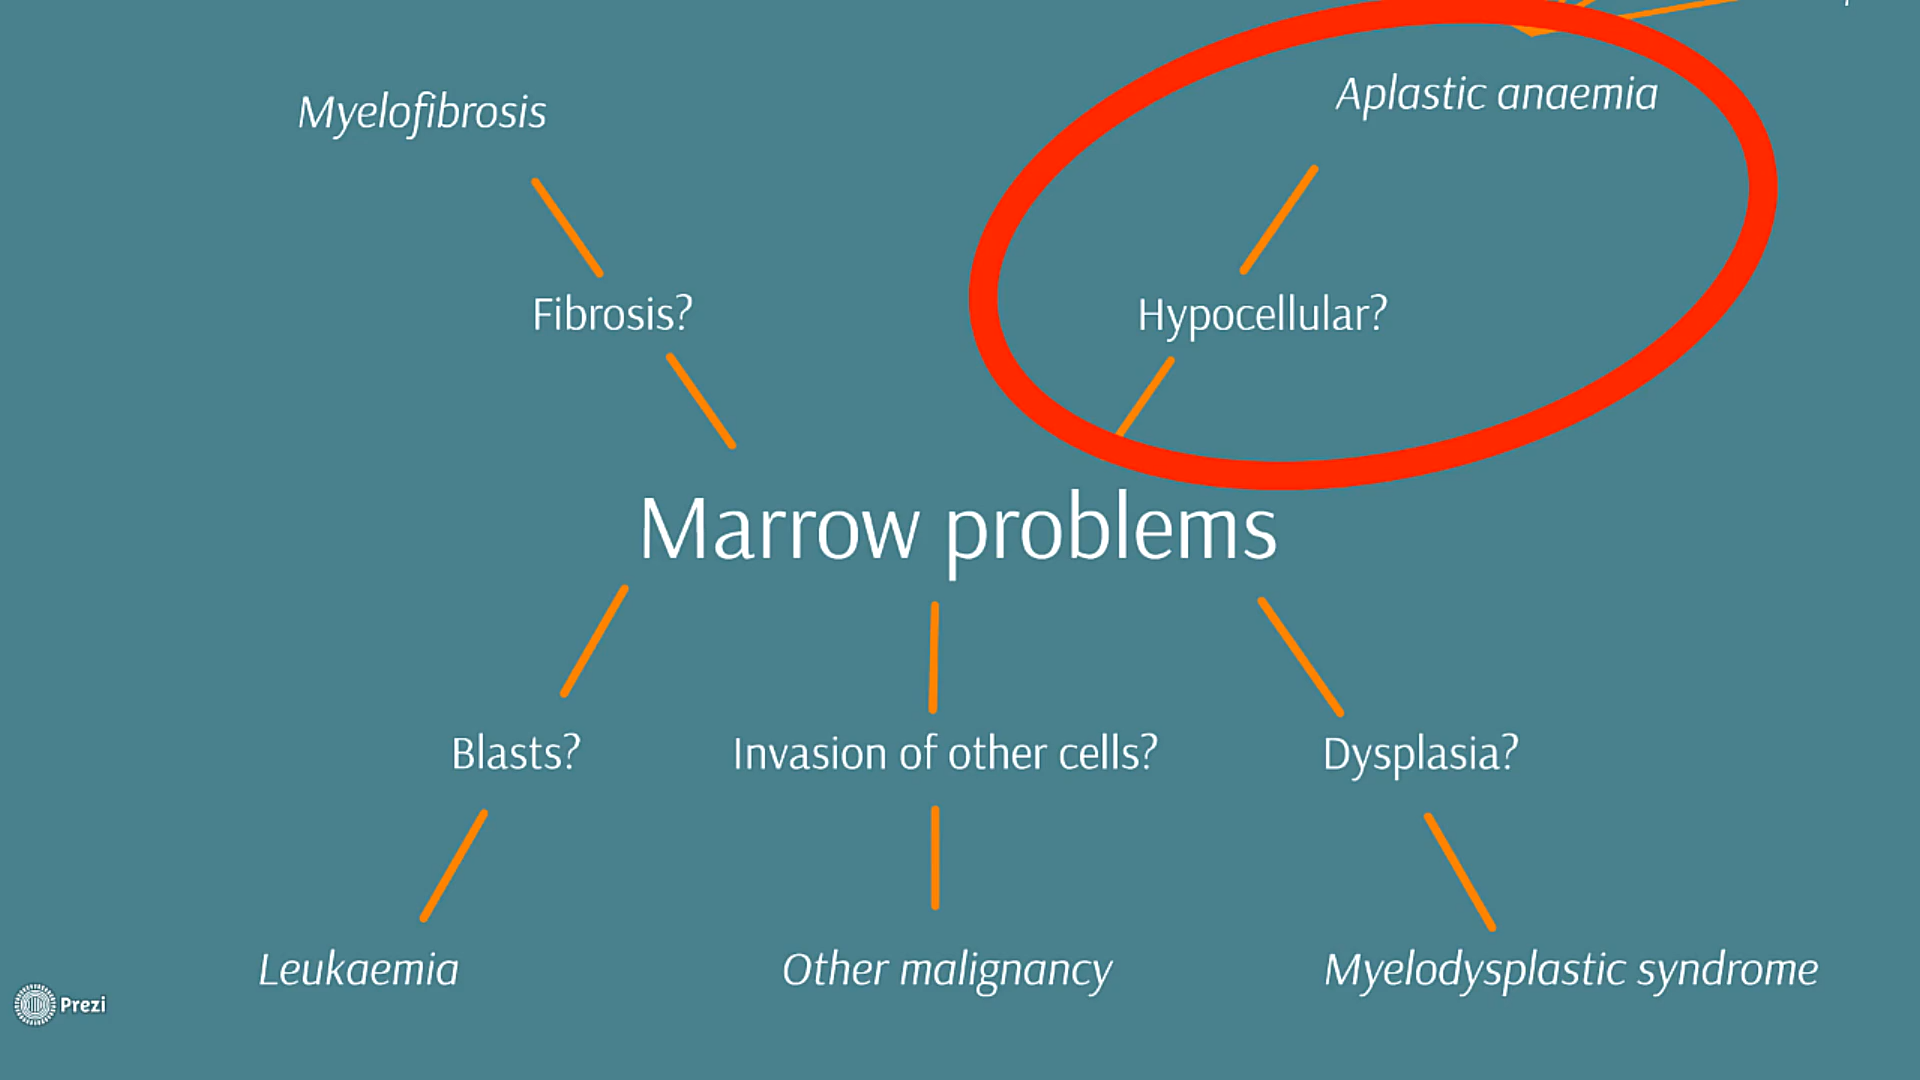 Myelofibrosis
Aplastic anaemia
Fibrosis?
Hypocellular?
Marrow problems
Blasts?
Invasion of other cells?
Dysplasia?
Leukaemia
Other malignancy
Myelodysplastic syndrome
Prezi